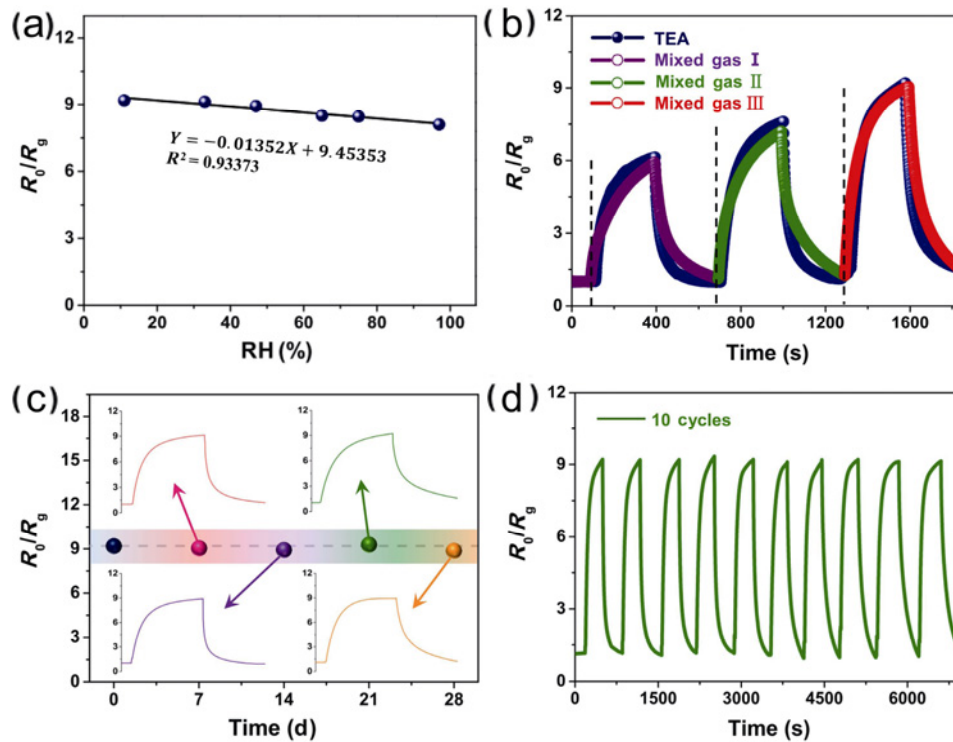 (a)
12
9
6
3
0
R₀/R_g
Y = −0.01352X + 9.45353
R² = 0.93373
0 20 40 60 80 100
RH (%)
(b)
12
9
6
3
0
R₀/R_g
TEA
Mixed gas I
Mixed gas II
Mixed gas III
0 400 800 1200 1600
Time (s)
(c)
18
15
12
9
6
3
0
R₀/R_g
12
9
6
3
0
12
9
6
3
0
12
9
6
3
0
12
9
6
3
0
0 7 14 21 28
Time (d)
(d)
12
9
6
3
0
R₀/R_g
10 cycles
0 1500 3000 4500 6000
Time (s)